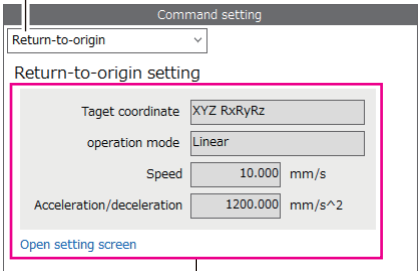 Command setting
Return-to-origin
Return-to-origin setting
Taget coordinate XYZ RxRyRz
operation mode Linear
Speed 10.000 mm/s
Acceleration/deceleration 1200.000 mm/s^2
Open setting screen